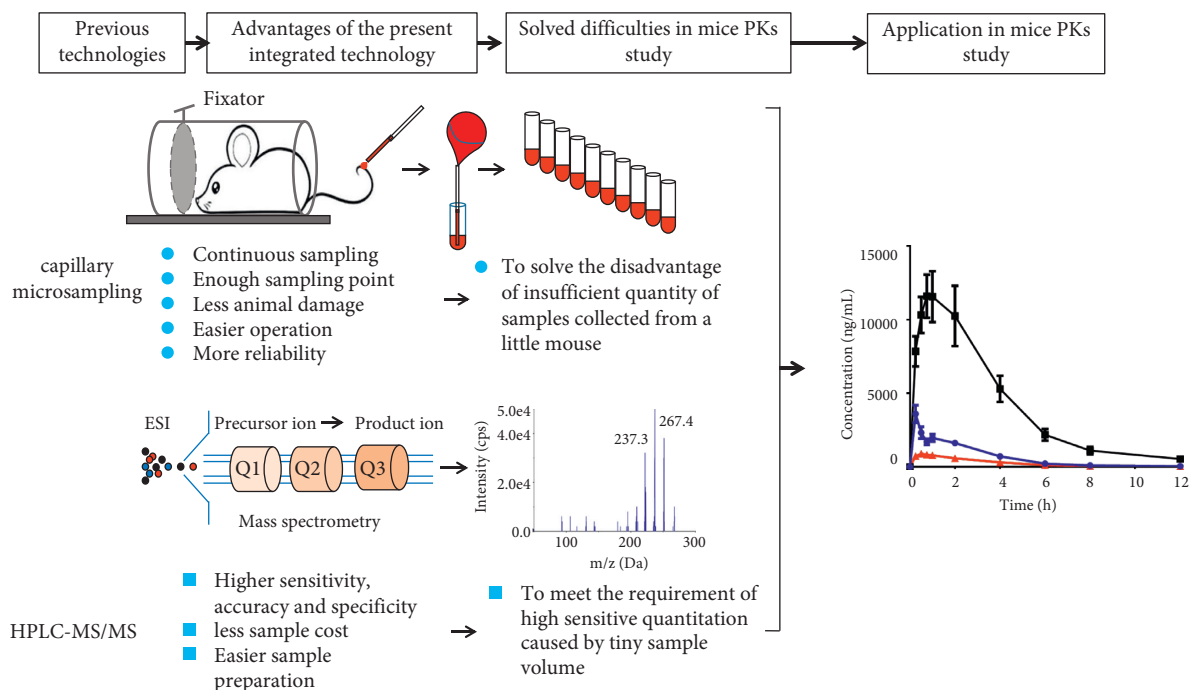 Previous
technologies
Advantages of the present
integrated technology
Solved difficulties in mice PKs
study
Application in mice PKs
study
Fixator
capillary
microsampling
Continuous sampling
Enough sampling point
Less animal damage
Easier operation
More reliability
To solve the disadvantage
of insufficient quantity of
samples collected from a
little mouse
ESI
Precursor ion
Product ion
Q1
Q2
Q3
Mass spectrometry
Intensity (cps)
5.0e4
4.0e4
0.0
237.3
267.4
100
200
300
m/z (Da)
HPLC-MS/MS
Higher sensitivity,
accuracy and specificity
less sample cost
Easier sample
preparation
To meet the requirement of
high sensitive quantitation
caused by tiny sample
volume
Concentration (ng/mL)
15000
10000
5000
0
0
2
4
6
8
10
12
Time (h)